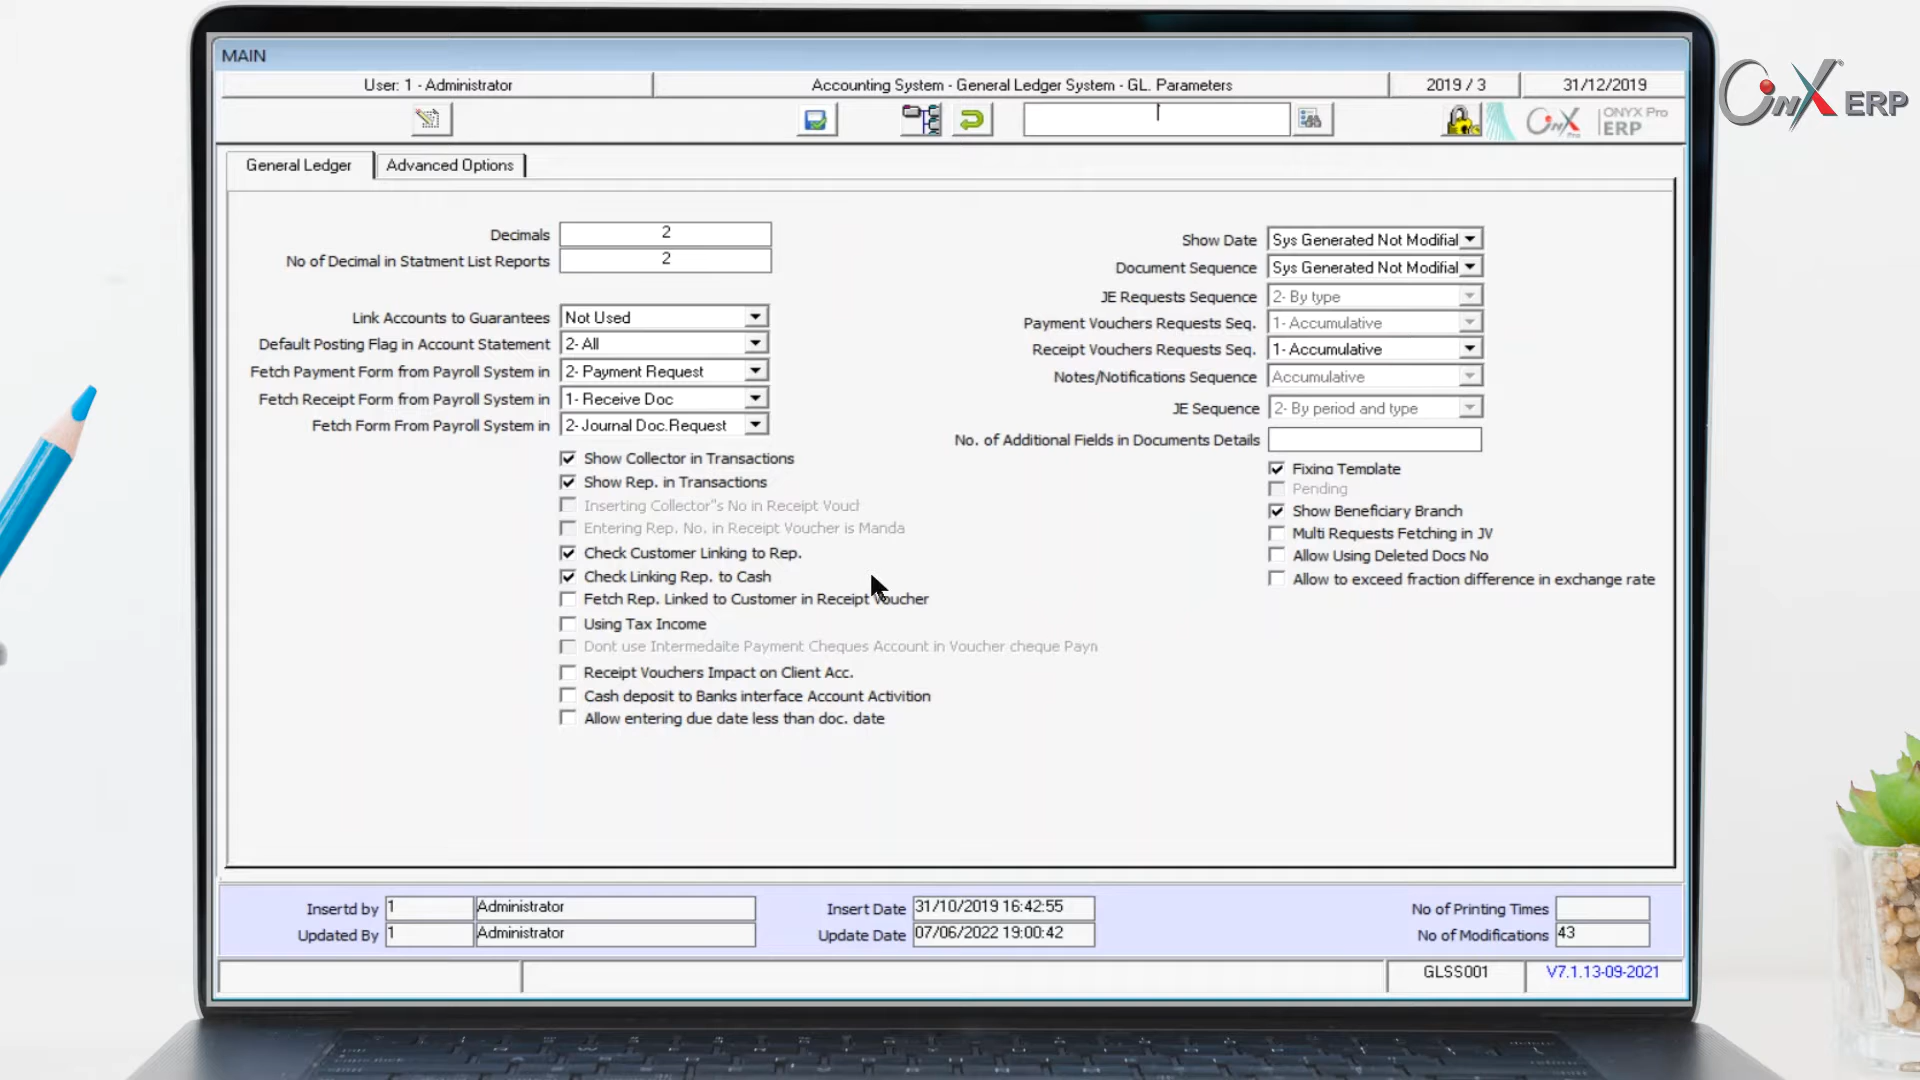 MAIN
User: 1 - Administrator
Accounting System - General Ledger System - GL. Parameters
2019 / 3
31/12/2019
OnyX ERP
OnyX Pro
ONYX Pro
ERP
General Ledger
Advanced Options
Decimals 2
No of Decimal in Statment List Reports 2
Link Accounts to Guarantees Not Used
Default Posting Flag in Account Statement 2- All
Fetch Payment Form from Payroll System in 2- Payment Request
Fetch Receipt Form from Payroll System in 1- Receive Doc
Fetch Form From Payroll System in 2- Journal Doc.Request
Show Collector in Transactions
Show Rep. in Transactions
Inserting Collector"s No in Receipt Voucl
Entering Rep. No. in Receipt Voucher is Manda
Check Customer Linking to Rep.
Check Linking Rep. to Cash
Fetch Rep. Linked to Customer in Receipt Voucher
Using Tax Income
Dont use Intermedaite Payment Cheques Account in Voucher cheque Payn
Receipt Vouchers Impact on Client Acc.
Cash deposit to Banks interface Account Activition
Allow entering due date less than doc. date
Show Date Sys Generated Not Modifial
Document Sequence Sys Generated Not Modifial
JE Requests Sequence 2- By type
Payment Vouchers Requests Seq. 1- Accumulative
Receipt Vouchers Requests Seq. 1- Accumulative
Notes/Notifications Sequence Accumulative
JE Sequence 2- By period and type
No. of Additional Fields in Documents Details
Fixing Template
Pending
Show Beneficiary Branch
Multi Requests Fetching in JV
Allow Using Deleted Docs No
Allow to exceed fraction difference in exchange rate
Insertd by 1 Administrator
Updated By 1 Administrator
Insert Date 31/10/2019 16:42:55
Update Date 07/06/2022 19:00:42
No of Printing Times
No of Modifications 43
GLSS001
V7.1.13-09-2021